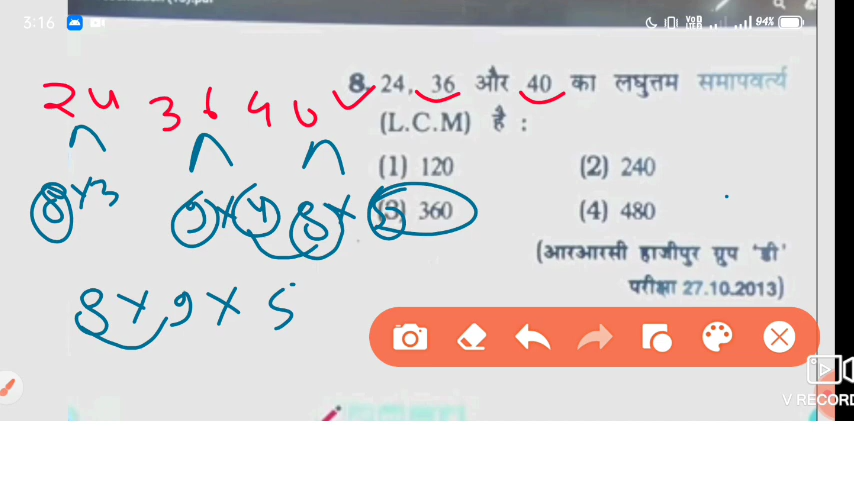 3:16 94%
8. 24, 36 और 40 का लघुत्तम समापवर्त्य
(L.C.M) है :
(1) 120 (2) 240
(3) 360 (4) 480
(आरआरसी हाजीपुर ग्रुप 'डी'
परीक्षा 27.10.2013)
24 36 40
8×3 9×4 8×5
8×9×5
V RECORD